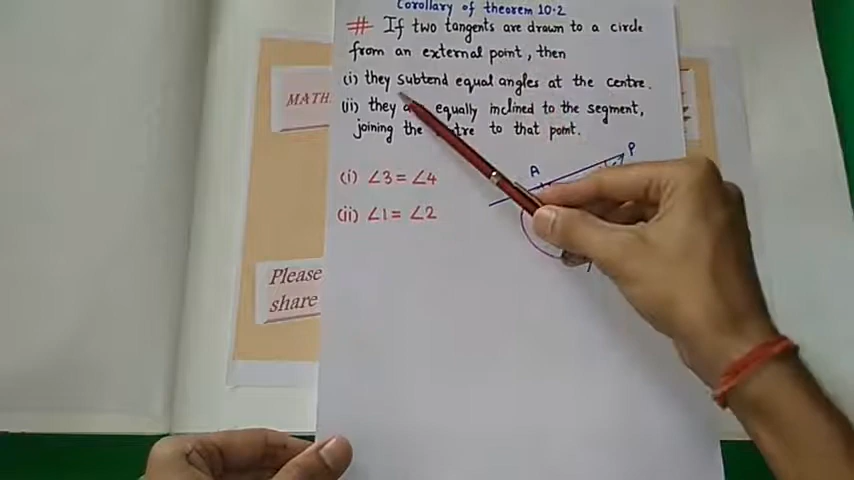 Corollary of theorem 10.2
# If two tangents are drawn to a circle
from an external point, then
(i) they subtend equal angles at the centre.
(ii) they equally inclined to the segment,
joining the to that point.
P
A
(i) ∠3 = ∠4
(ii) ∠1 = ∠2
MATH
Please
share